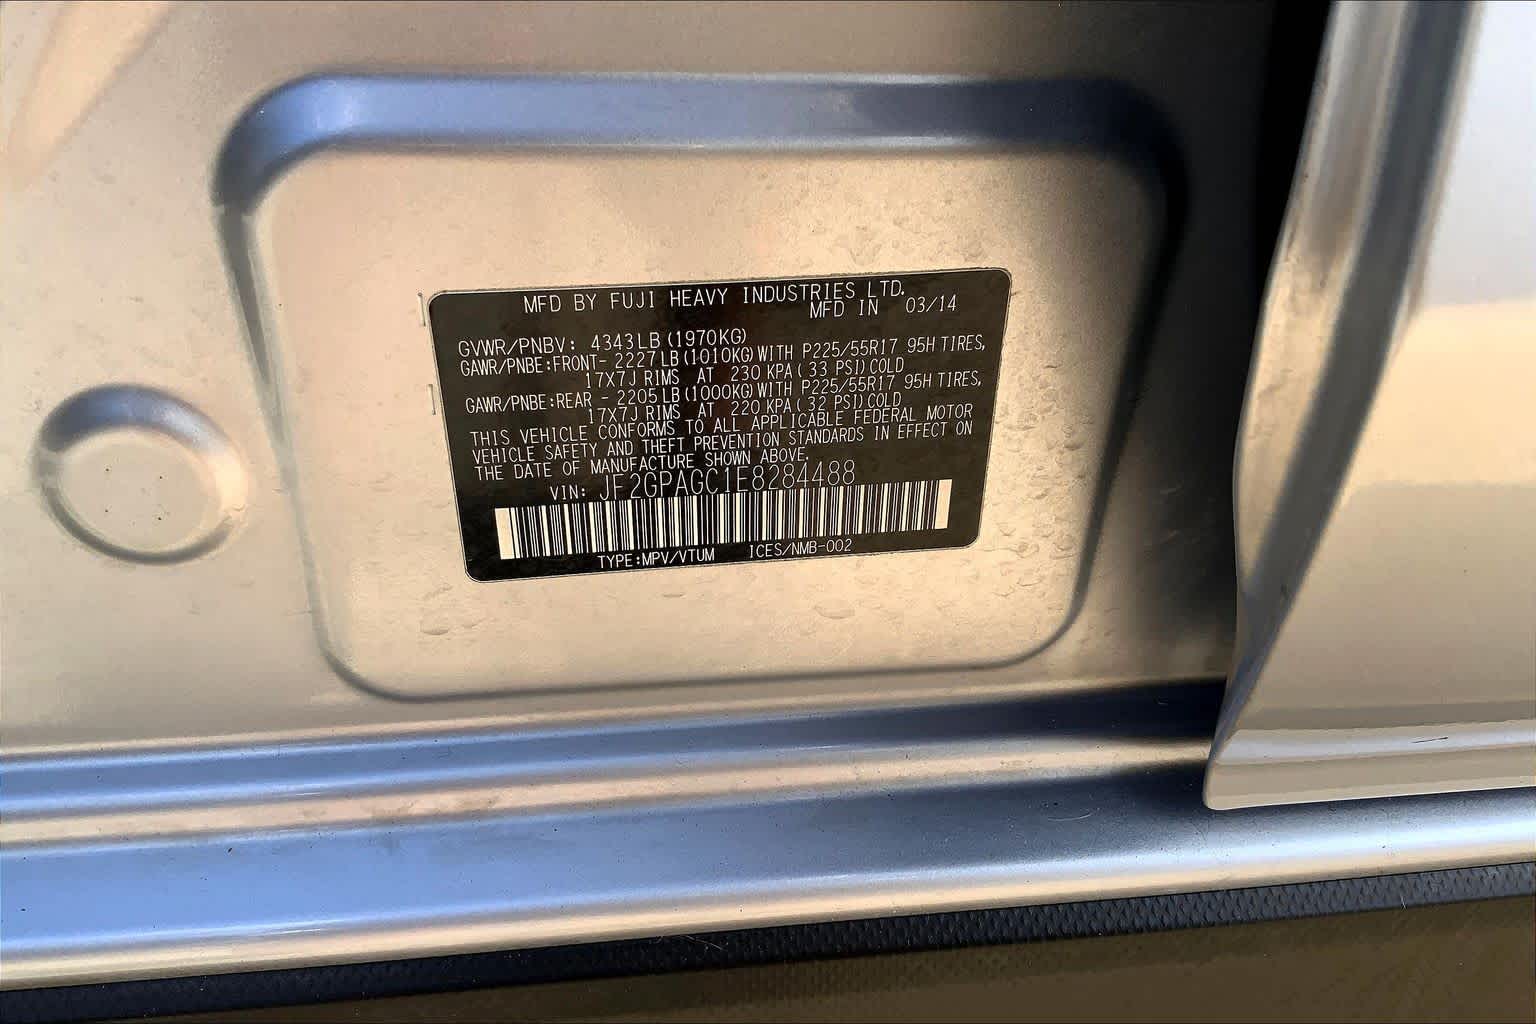 MFD BY FUJI HEAVY INDUSTRIES LTD.
MFD IN 03/14
GVWR/PNBV: 4343LB(1970KG)
GAWR/PNBE:FRONT- 2227LB(1010KG)WITH P225/55R17 95H TIRES,
17X7J RIMS AT 230 KPA( 33 PSI)COLD
GAWR/PNBE:REAR - 2205LB(1000KG)WITH P225/55R17 95H TIRES,
17X7J RIMS AT 220 KPA( 32 PSI)COLD
THIS VEHICLE CONFORMS TO ALL APPLICABLE FEDERAL MOTOR
VEHICLE SAFETY AND THEFT PREVENTION STANDARDS IN EFFECT ON
THE DATE OF MANUFACTURE SHOWN ABOVE.
VIN: JF2GPAGC1E8284488
TYPE:MPV/VTUM ICES/NMB-002